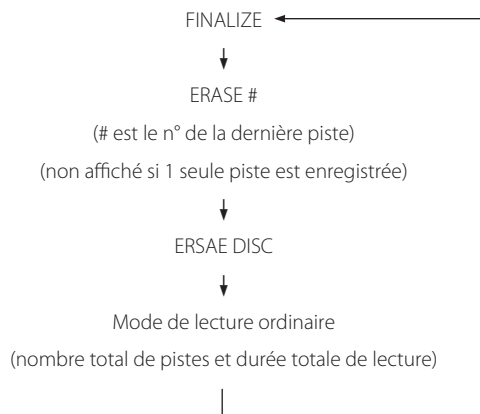 FINALIZE
ERASE #
(# est le n° de la dernière piste)
(non affiché si 1 seule piste est enregistrée)
ERSAE DISC
Mode de lecture ordinaire
(nombre total de pistes et durée totale de lecture)